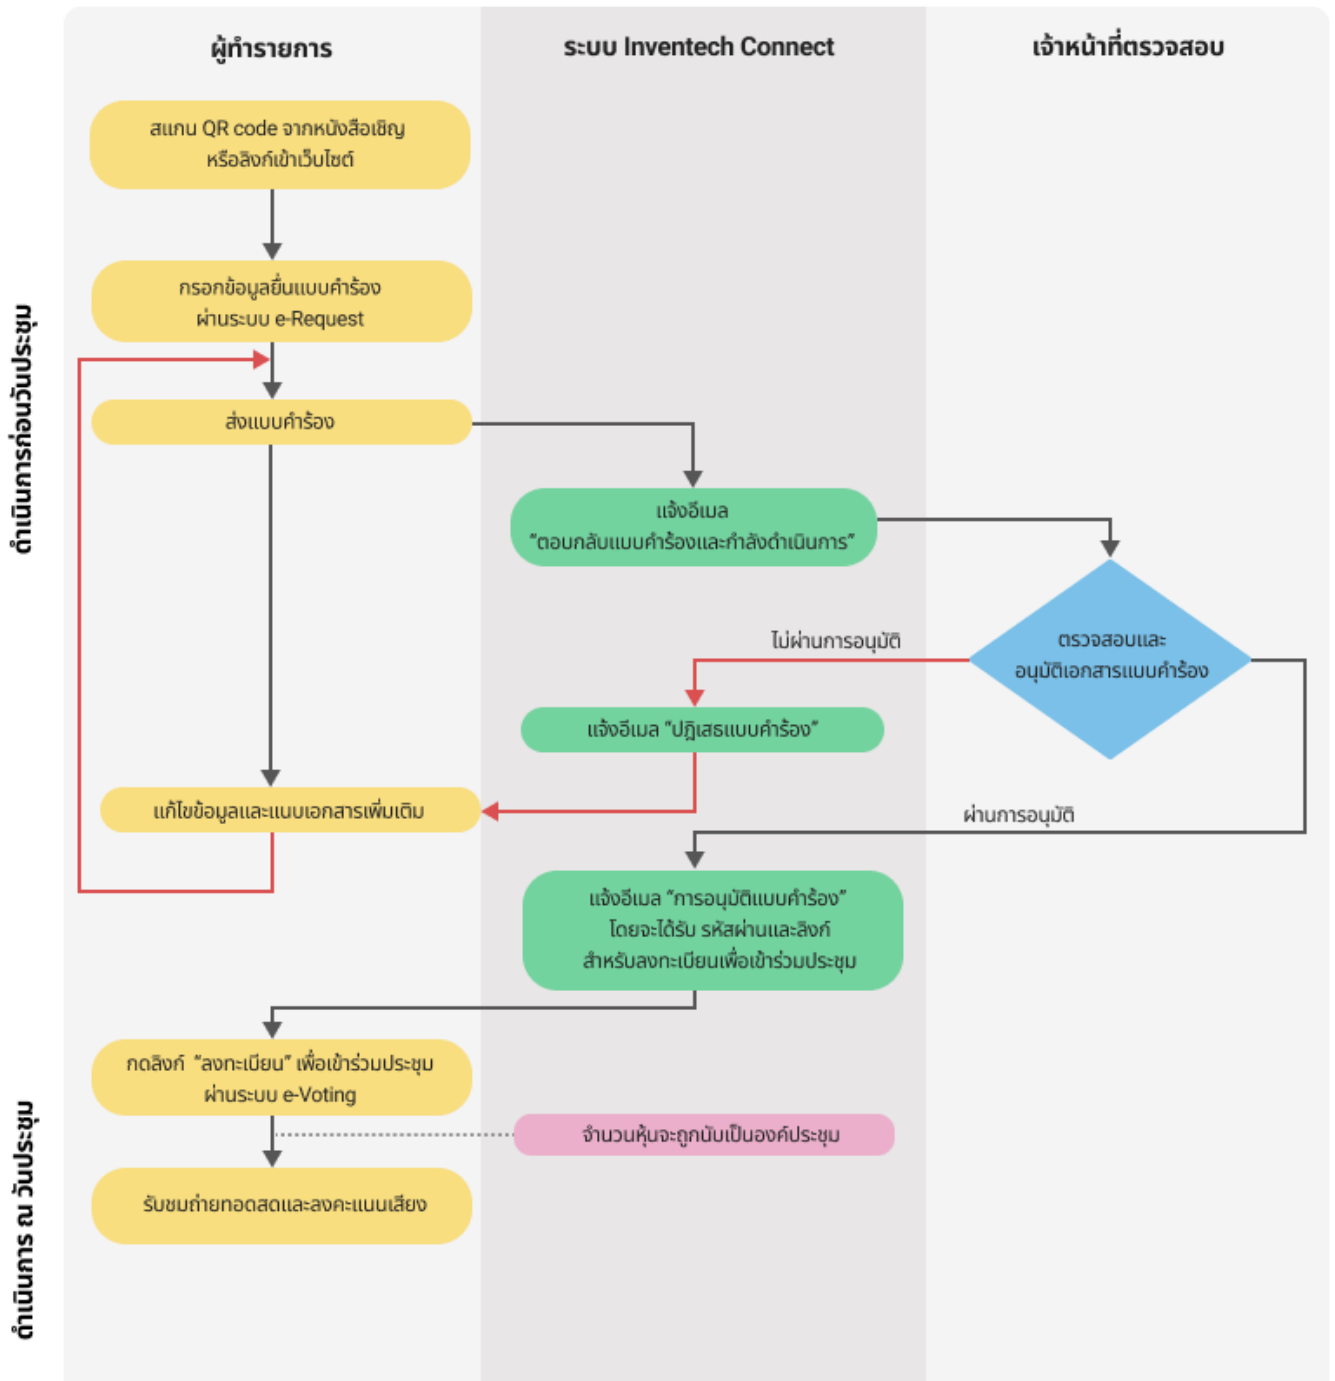 ผู้ทำรายการ
ระบบ Inventech Connect
เจ้าหน้าที่ตรวจสอบ
ดำเนินการก่อนวันประชุม
สแกน QR code จากหนังสือเชิญ
หรือลิงก์เข้าเว็บไซต์
กรอกข้อมูลยื่นแบบคำร้อง
ผ่านระบบ e-Request
ส่งแบบคำร้อง
แจ้งอีเมล
“ตอบกลับแบบคำร้องและกำลังดำเนินการ”
ตรวจสอบและ
อนุมัติเอกสารแบบคำร้อง
ไม่ผ่านการอนุมัติ
แจ้งอีเมล “ปฏิเสธแบบคำร้อง”
แก้ไขข้อมูลและแนบเอกสารเพิ่มเติม
ผ่านการอนุมัติ
แจ้งอีเมล “การอนุมัติแบบคำร้อง”
โดยจะได้รับ รหัสผ่านและลิงก์
สำหรับลงทะเบียนเพื่อเข้าร่วมประชุม
ดำเนินการ ณ วันประชุม
กดลิงก์ “ลงทะเบียน” เพื่อเข้าร่วมประชุม
ผ่านระบบ e-Voting
จำนวนหุ้นจะถูกนับเป็นองค์ประชุม
รับชมถ่ายทอดสดและลงคะแนนเสียง